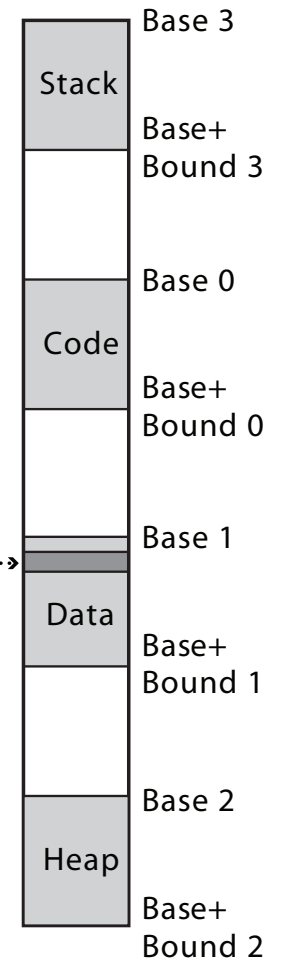 Base 3
Stack
Base+
Bound 3
Base 0
Code
Base+
Bound 0
Base 1
Data
Base+
Bound 1
Base 2
Heap
Base+
Bound 2